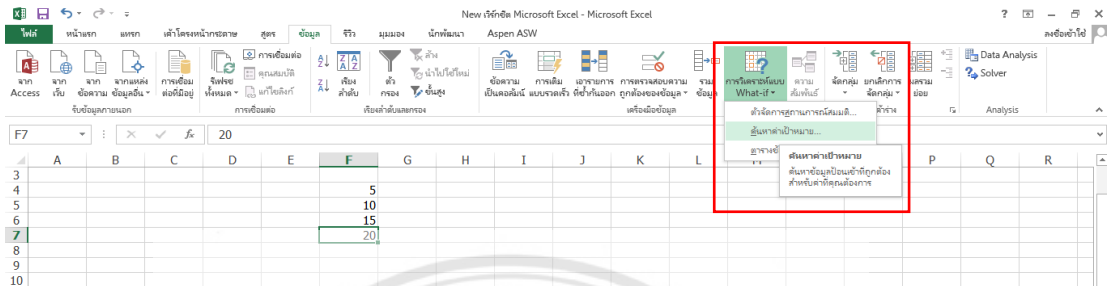 New เวิร์กชีต Microsoft Excel - Microsoft Excel
ไฟล์ หน้าแรก แทรก เค้าโครงหน้ากระดาษ สูตร ข้อมูล รีวิว มุมมอง นักพัฒนา Aspen ASW ลงชื่อเข้าใช้
จาก Access
จาก เว็บ
จาก ข้อความ
จากแหล่ง ข้อมูลอื่น
การเชื่อม ต่อที่มีอยู่
รับข้อมูลภายนอก
รีเฟรช ทั้งหมด
การเชื่อมต่อ
คุณสมบัติ
แก้ไขลิงก์
การเชื่อมต่อ
เรียง ลำดับ
ตัว กรอง
ล้าง
นำไปใช้ใหม่
ขั้นสูง
เรียงลำดับและกรอง
ข้อความ เป็นคอลัมน์
การเติม แบบรวดเร็ว
เอารายการ ที่ซ้ำกันออก
การตรวจสอบความ ถูกต้องของข้อมูล
รวม ข้อมูล
การวิเคราะห์แบบ What-if
ความ สัมพันธ์
เครื่องมือข้อมูล
จัดกลุ่ม
ยกเลิกการ จัดกลุ่ม
ผลรวม ย่อย
เค้าร่าง
Data Analysis
Solver
Analysis
ตัวจัดการสถานการณ์สมมติ...
ค้นหาค่าเป้าหมาย...
ค้นหาค่าเป้าหมาย
ค้นหาข้อมูลป้อนเข้าที่ถูกต้อง
สำหรับค่าที่คุณต้องการ
F7 fx 20
A B C D E F G H I J K L P Q R
3
4 5
5 10
6 15
7 20
8
9
10